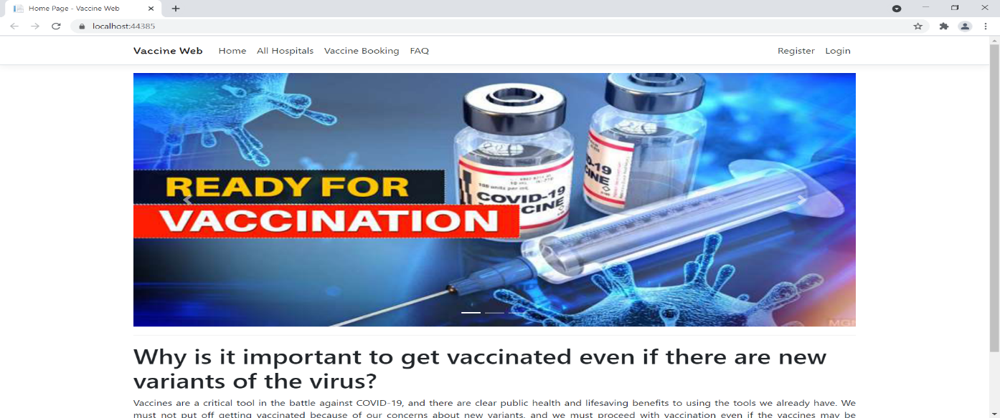 Home Page - Vaccine Web
localhost:44385
Vaccine Web Home All Hospitals Vaccine Booking FAQ Register Login
READY FOR
VACCINATION
100 units per mL
COVID-19
CINE
D-19
CINE
Why is it important to get vaccinated even if there are new
variants of the virus?
Vaccines are a critical tool in the battle against COVID-19, and there are clear public health and lifesaving benefits to using the tools we already have. We
must not put off getting vaccinated because of our concerns about new variants, and we must proceed with vaccination even if the vaccines may be